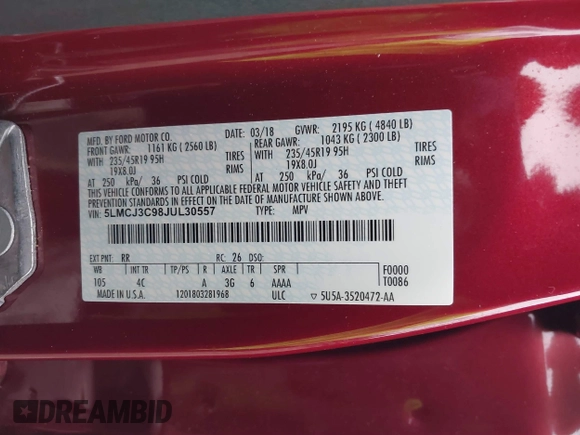 MFD. BY FORD MOTOR CO. DATE: 03/18 GVWR: 2195 KG ( 4840 LB)
FRONT GAWR: 1161 KG ( 2560 LB) REAR GAWR: 1043 KG ( 2300 LB)
WITH 235/45R19 95H TIRES WITH 235/45R19 95H TIRES
19X8.0J RIMS 19X8.0J RIMS
AT 250 kPa/ 36 PSI COLD AT 250 kPa/ 36 PSI COLD
THIS VEHICLE CONFORMS TO ALL APPLICABLE FEDERAL MOTOR VEHICLE SAFETY AND THEFT
PREVENTION STANDARDS IN EFFECT ON THE DATE OF MANUFACTURE SHOWN ABOVE.
VIN: 5LMCJ3C98JUL30557 TYPE: MPV
EXT PNT: RR RC: 26 DSO:
WB INT TR TP/PS R AXLE TR SPR F0000
105 4C A 3G 6 AAAA T0086
MADE IN U.S.A. 1201803281968 ULC 5U5A-3520472-AA
DREAMBID